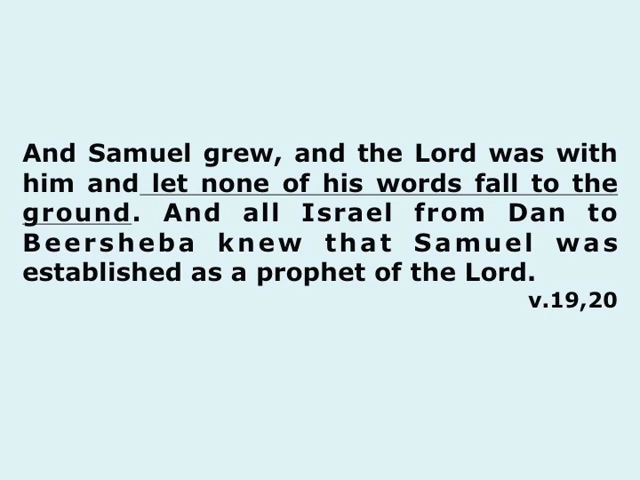 And Samuel grew, and the Lord was with
him and let none of his words fall to the
ground. And all Israel from Dan to
Beersheba knew that Samuel was
established as a prophet of the Lord.
v.19,20